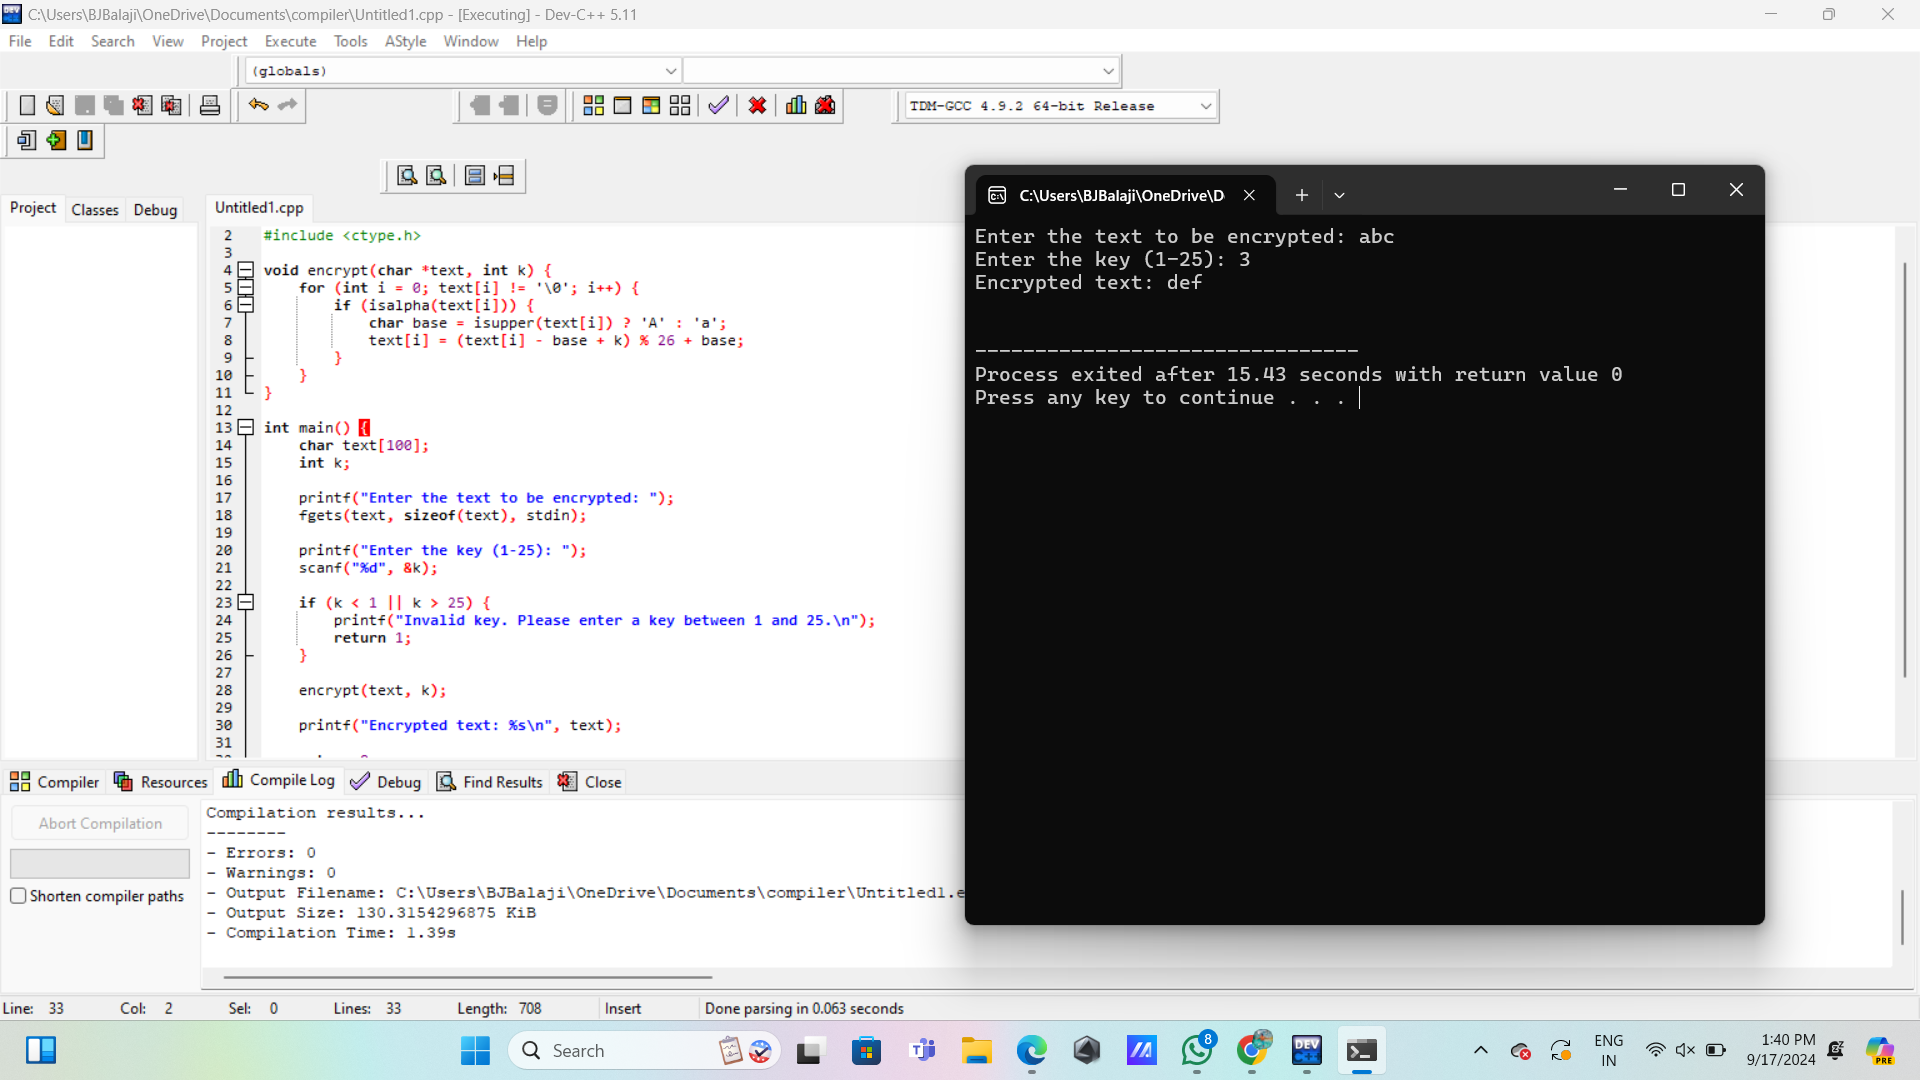 C:\Users\BJBalaji\OneDrive\Documents\compiler\Untitled1.cpp - [Executing] - Dev-C++ 5.11
File Edit Search View Project Execute Tools AStyle Window Help
(globals)
TDM-GCC 4.9.2 64-bit Release
Project Classes Debug
Untitled1.cpp
2 #include <ctype.h>
3
4 void encrypt(char *text, int k) {
5 for (int i = 0; text[i] != '\0'; i++) {
6 if (isalpha(text[i])) {
7 char base = isupper(text[i]) ? 'A' : 'a';
8 text[i] = (text[i] - base + k) % 26 + base;
9 }
10 }
11 }
12
13 int main() {
14 char text[100];
15 int k;
16
17 printf("Enter the text to be encrypted: ");
18 fgets(text, sizeof(text), stdin);
19
20 printf("Enter the key (1-25): ");
21 scanf("%d", &k);
22
23 if (k < 1 || k > 25) {
24 printf("Invalid key. Please enter a key between 1 and 25.\n");
25 return 1;
26 }
27
28 encrypt(text, k);
29
30 printf("Encrypted text: %s\n", text);
31
C:\Users\BJBalaji\OneDrive\D
Enter the text to be encrypted: abc
Enter the key (1-25): 3
Encrypted text: def
--------------------------------
Process exited after 15.43 seconds with return value 0
Press any key to continue . . .
Compiler Resources Compile Log Debug Find Results Close
Abort Compilation
Shorten compiler paths
Compilation results...
--------
- Errors: 0
- Warnings: 0
- Output Filename: C:\Users\BJBalaji\OneDrive\Documents\compiler\Untitled1.e
- Output Size: 130.3154296875 KiB
- Compilation Time: 1.39s
Line: 33 Col: 2 Sel: 0 Lines: 33 Length: 708 Insert Done parsing in 0.063 seconds
Search
8
DEV
ENG
IN
1:40 PM
9/17/2024
PRE